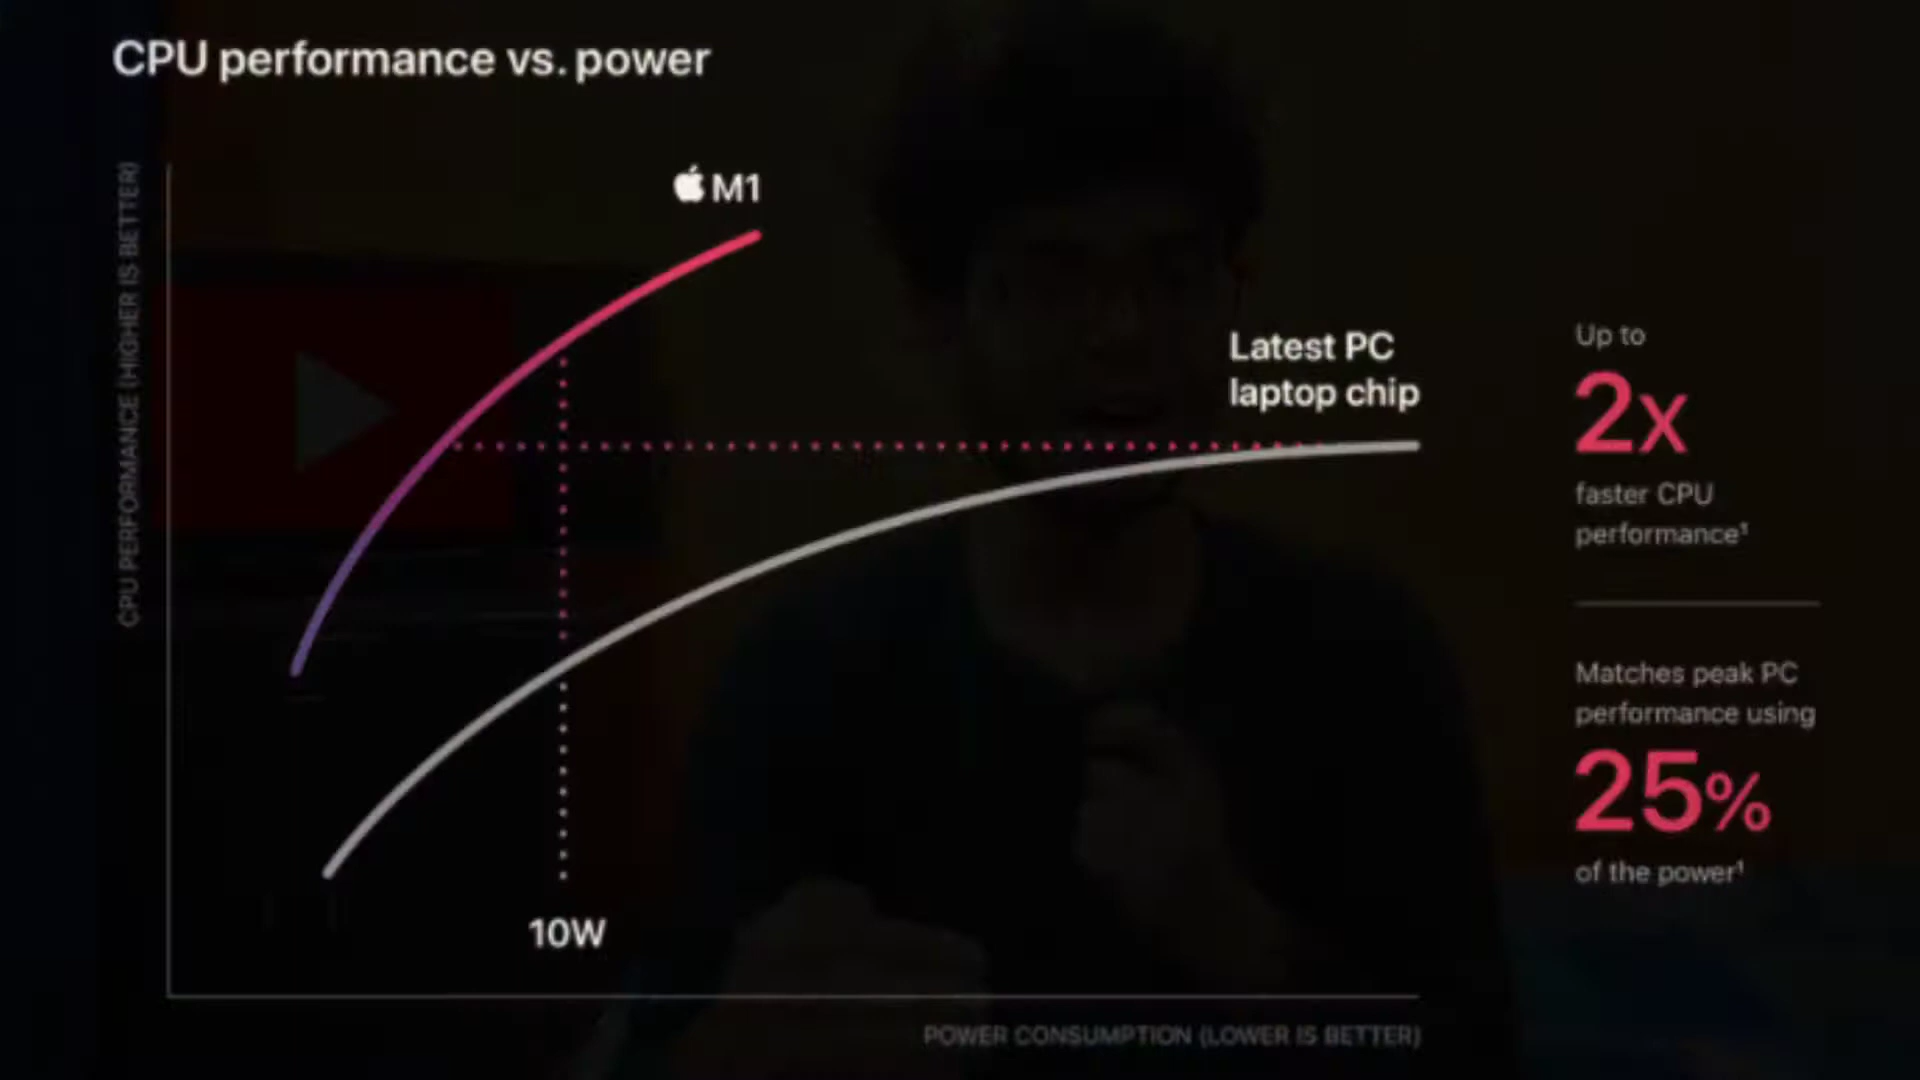 CPU performance vs. power
CPU PERFORMANCE (HIGHER IS BETTER)
M1
Latest PC
laptop chip
10W
POWER CONSUMPTION (LOWER IS BETTER)
Up to
2x
faster CPU
performance¹
Matches peak PC
performance using
25%
of the power¹